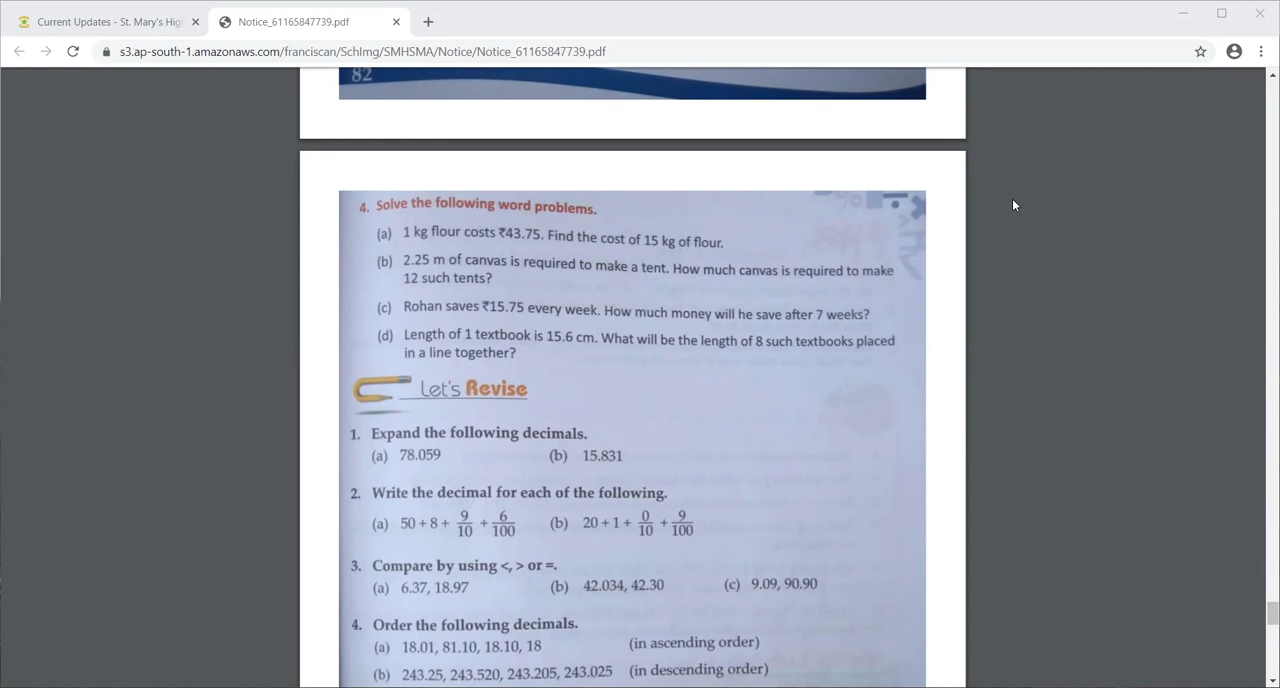 Current Updates - St. Mary's Hig
Notice_61165847739.pdf
s3.ap-south-1.amazonaws.com/franciscan/SchImg/SMHSMA/Notice/Notice_61165847739.pdf
82
4. Solve the following word problems.
(a) 1 kg flour costs ₹43.75. Find the cost of 15 kg of flour.
(b) 2.25 m of canvas is required to make a tent. How much canvas is required to make
12 such tents?
(c) Rohan saves ₹15.75 every week. How much money will he save after 7 weeks?
(d) Length of 1 textbook is 15.6 cm. What will be the length of 8 such textbooks placed
in a line together?
Let's Revise
1. Expand the following decimals.
(a) 78.059 (b) 15.831
2. Write the decimal for each of the following.
(a) 50 + 8 + 9/10 + 6/100 (b) 20 + 1 + 0/10 + 9/100
3. Compare by using <, > or =.
(a) 6.37, 18.97 (b) 42.034, 42.30 (c) 9.09, 90.90
4. Order the following decimals.
(a) 18.01, 81.10, 18.10, 18 (in ascending order)
(b) 243.25, 243.520, 243.205, 243.025 (in descending order)